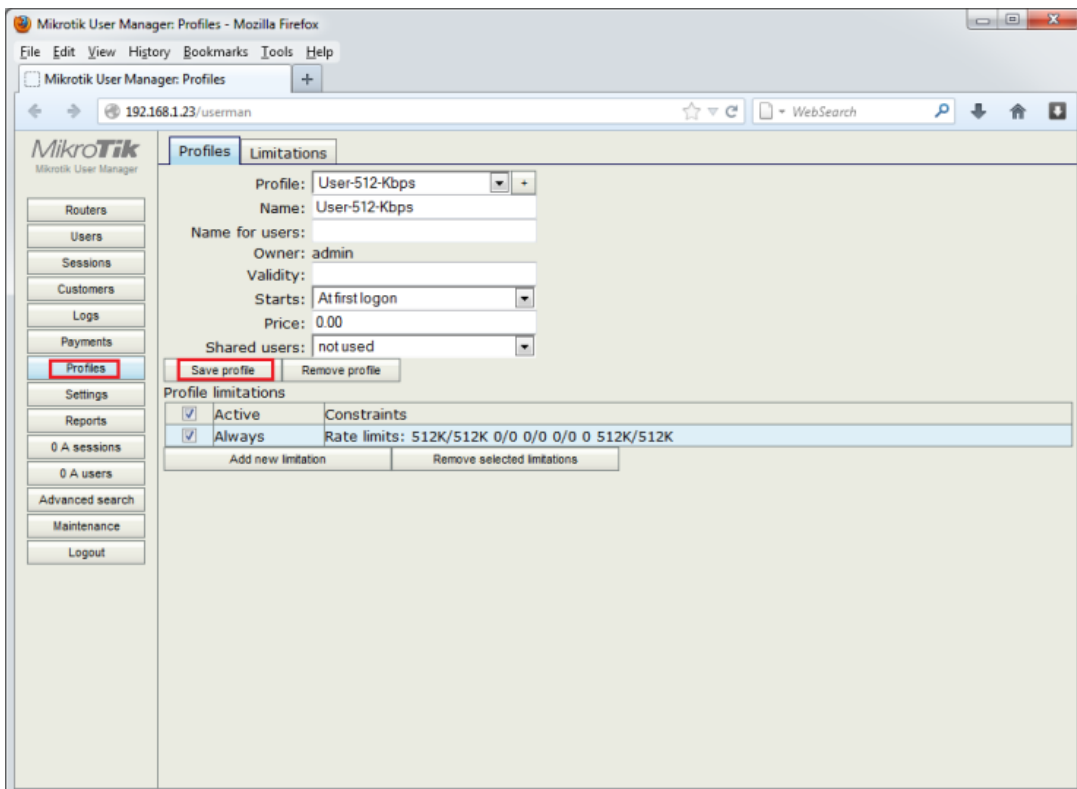 Mikrotik User Manager: Profiles - Mozilla Firefox
File Edit View History Bookmarks Tools Help
Mikrotik User Manager: Profiles +
192.168.1.23/userman WebSearch
MikroTik
Mikrotik User Manager
Routers
Users
Sessions
Customers
Logs
Payments
Profiles
Settings
Reports
0 A sessions
0 A users
Advanced search
Maintenance
Logout
Profiles Limitations
Profile: User-512-Kbps +
Name: User-512-Kbps
Name for users:
Owner: admin
Validity:
Starts: At first logon
Price: 0.00
Shared users: not used
Save profile Remove profile
Profile limitations
Active Constraints
Always Rate limits: 512K/512K 0/0 0/0 0/0 0 512K/512K
Add new limitation Remove selected limitations